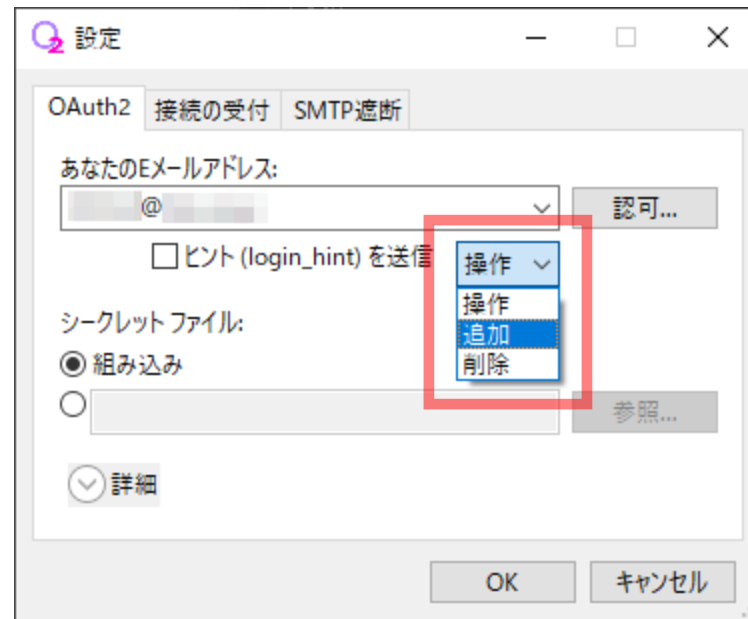 設定
OAuth2 接続の受付 SMTP遮断
あなたのEメールアドレス:
@
認可...
ヒント (login_hint) を送信
操作
操作
追加
削除
シークレット ファイル:
組み込み
参照...
詳細
OK キャンセル